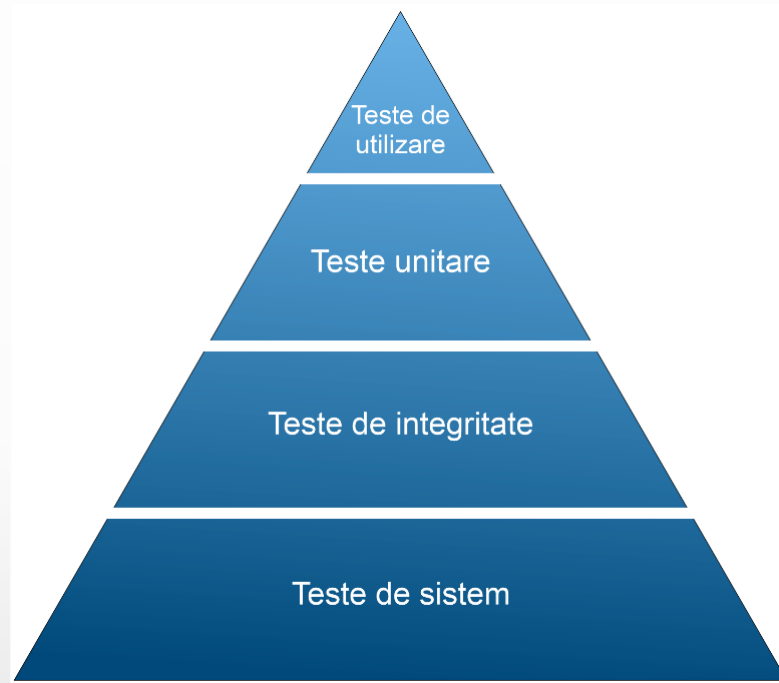 Teste de
utilizare
Teste unitare
Teste de integritate
Teste de sistem